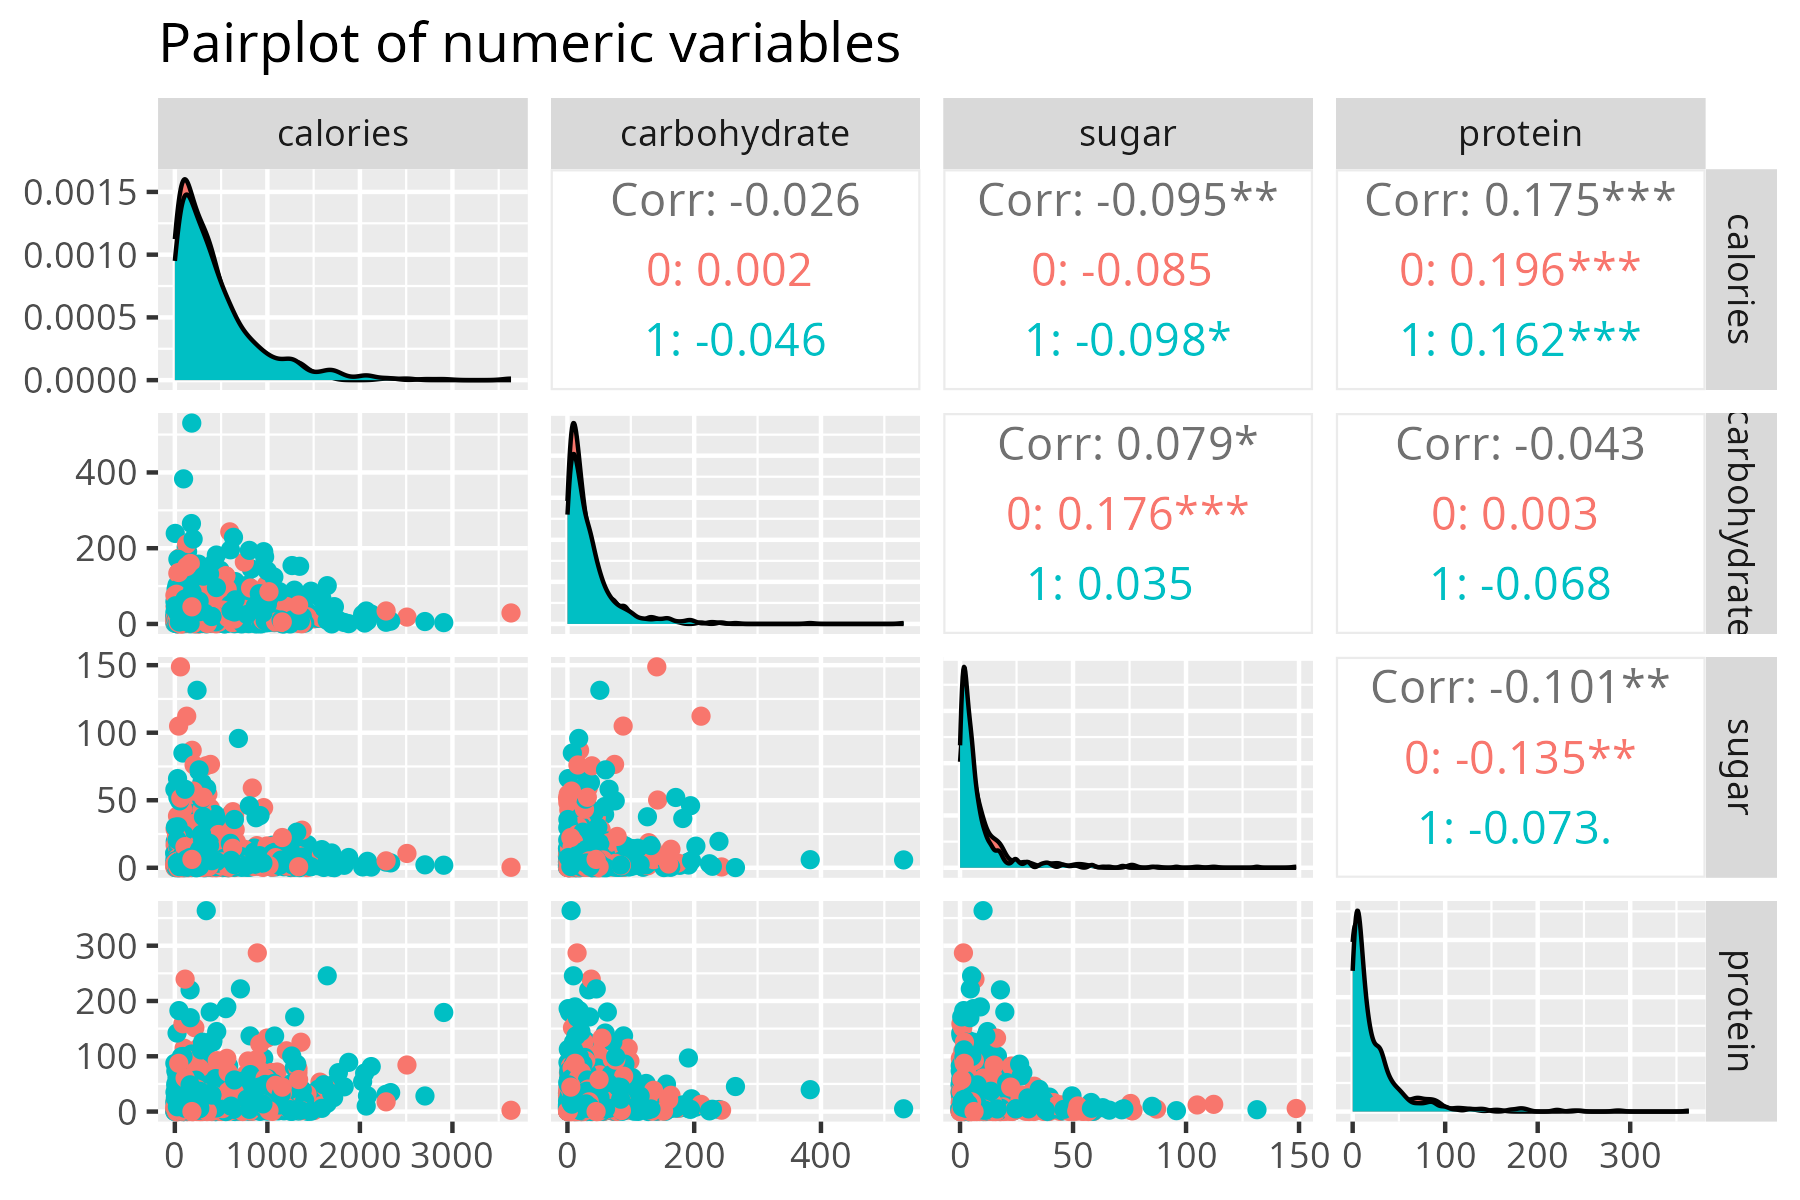 Pairplot of numeric variables
calories carbohydrate sugar protein
0.0015
0.0010
0.0005
0.0000
Corr: -0.026
0: 0.002
1: -0.046
Corr: -0.095**
0: -0.085
1: -0.098*
Corr: 0.175***
0: 0.196***
1: 0.162***
calories
400
200
0
Corr: 0.079*
0: 0.176***
1: 0.035
Corr: -0.043
0: 0.003
1: -0.068
carbohydrate
150
100
50
0
Corr: -0.101**
0: -0.135**
1: -0.073.
sugar
300
200
100
0
protein
0 1000 2000 3000
0 200 400
0 50 100 150
0 100 200 300